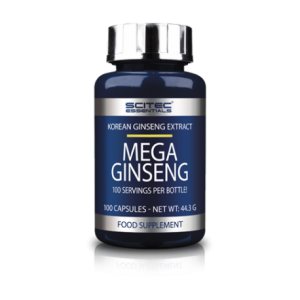 SCITEC
ESSENTIALS
KOREAN GINSENG EXTRACT
MEGA
GINSENG
100 SERVINGS PER BOTTLE!
100 CAPSULES - NET WT: 44.3 G
FOOD SUPPLEMENT